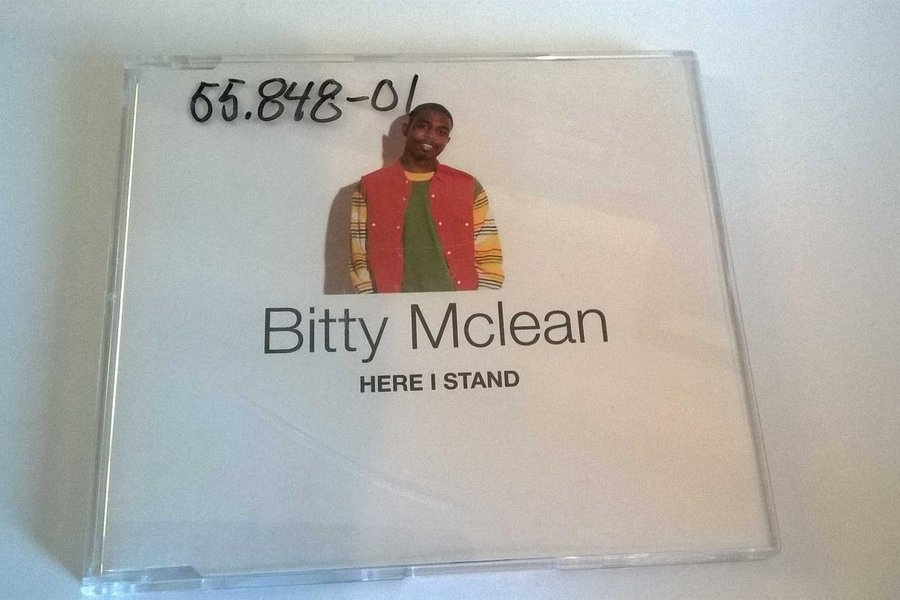 55.848-01
Bitty Mclean
HERE I STAND